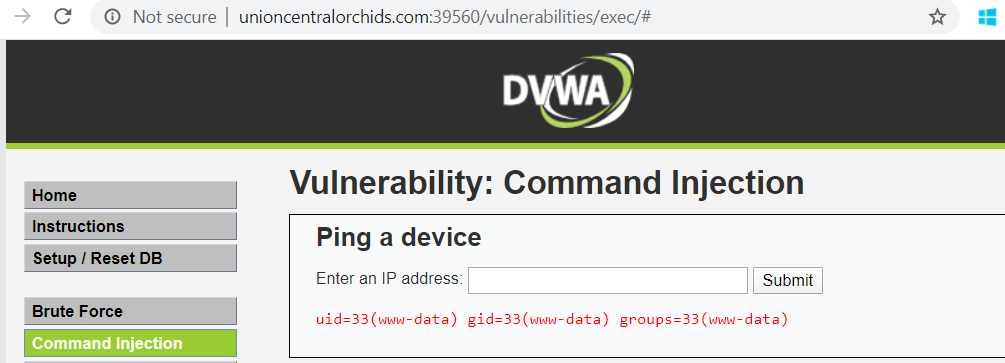 Not secure | unioncentralorchids.com:39560/vulnerabilities/exec/#
DVWA
Home
Instructions
Setup / Reset DB
Brute Force
Command Injection
Vulnerability: Command Injection
Ping a device
Enter an IP address: Submit
uid=33(www-data) gid=33(www-data) groups=33(www-data)